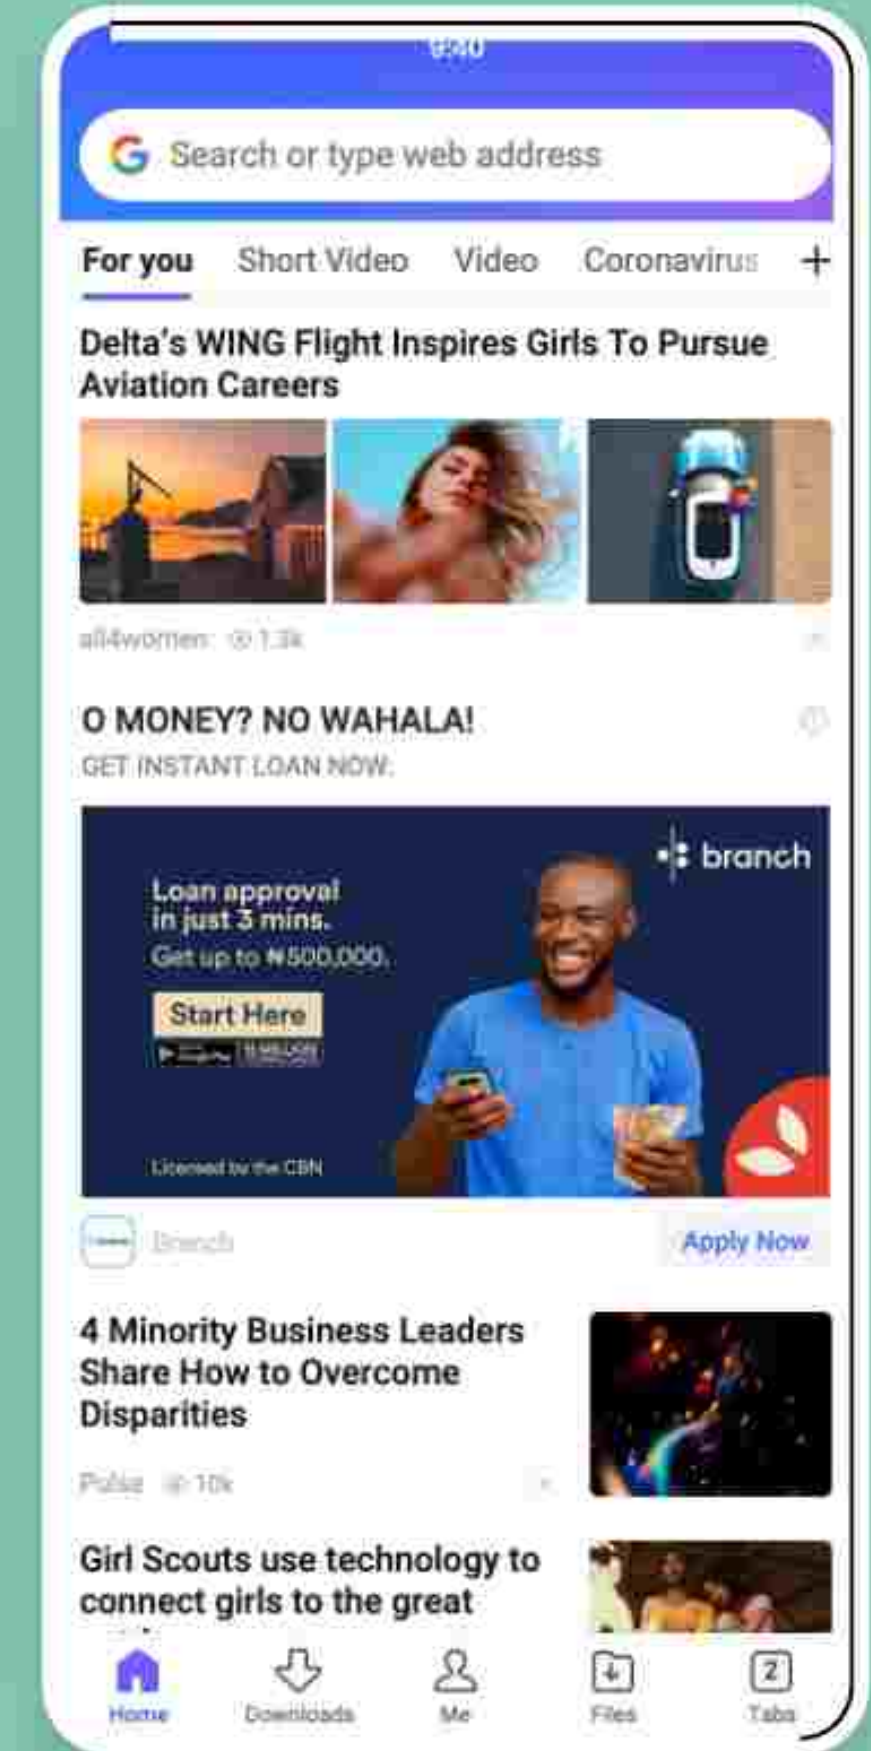 9:40
Search or type web address
For you Short Video Video Coronavirus +
Delta's WING Flight Inspires Girls To Pursue
Aviation Careers
all4women 1.3k
O MONEY? NO WAHALA!
GET INSTANT LOAN NOW.
branch
Loan approval
in just 3 mins.
Get up to ₦500,000.
Start Here
Licensed by the CBN
Branch
Apply Now
4 Minority Business Leaders
Share How to Overcome
Disparities
Pulse 10k
Girl Scouts use technology to
connect girls to the great
2
Home Downloads Me Files Tabs